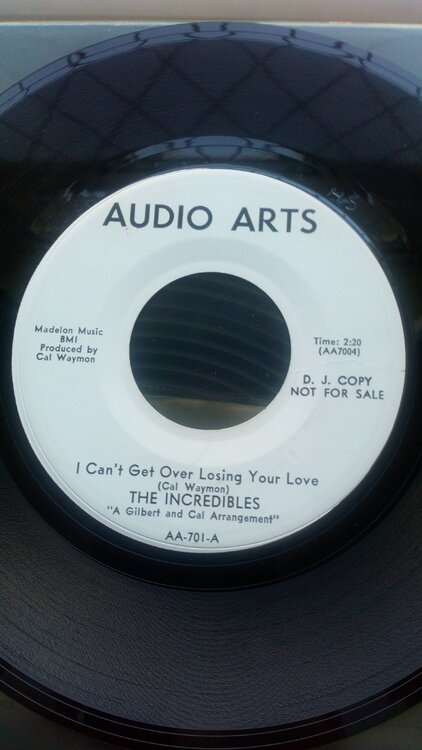 AUDIO ARTS
Madelon Music
BMI
Produced by
Cal Waymon
Time: 2:20
(AA7004)
D. J. COPY
NOT FOR SALE
I Can't Get Over Losing Your Love
(Cal Waymon)
THE INCREDIBLES
"A Gilbert and Cal Arrangement"
AA-701-A